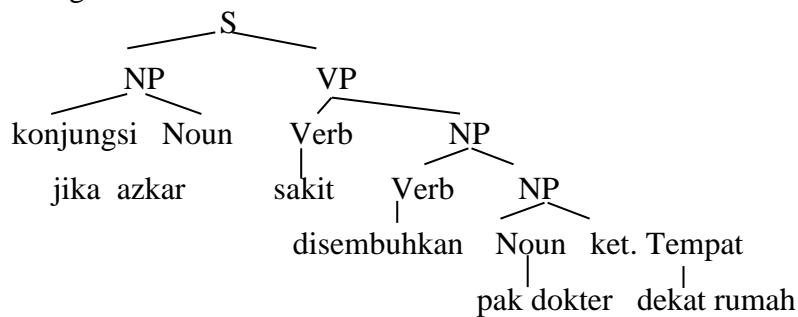 S
NP VP
konjungsi Noun Verb NP
jika azkar sakit Verb NP
disembuhkan Noun ket. Tempat
pak dokter dekat rumah